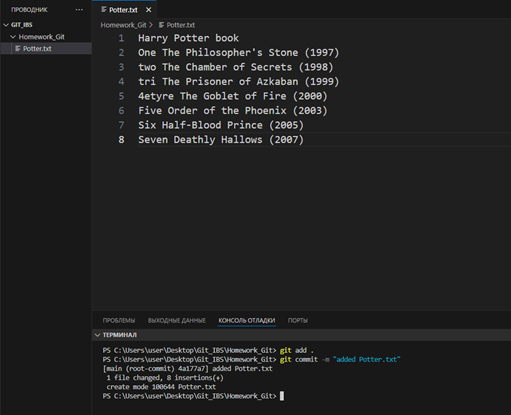 ПРОВОДНИК ...
GIT_IBS
Homework_Git
Potter.txt
Potter.txt ×
Homework_Git > Potter.txt
1 Harry Potter book
2 One The Philosopher's Stone (1997)
3 two The Chamber of Secrets (1998)
4 tri The Prisoner of Azkaban (1999)
5 4etyre The Goblet of Fire (2000)
6 Five Order of the Phoenix (2003)
7 Six Half-Blood Prince (2005)
8 Seven Deathly Hallows (2007)
ПРОБЛЕМЫ ВЫХОДНЫЕ ДАННЫЕ КОНСОЛЬ ОТЛАДКИ ПОРТЫ
ТЕРМИНАЛ
PS C:\Users\user\Desktop\Git_IBS\Homework_Git> git add .
PS C:\Users\user\Desktop\Git_IBS\Homework_Git> git commit -m "added Potter.txt"
[main (root-commit) 4a177a7] added Potter.txt
1 file changed, 8 insertions(+)
create mode 100644 Potter.txt
PS C:\Users\user\Desktop\Git_IBS\Homework_Git>